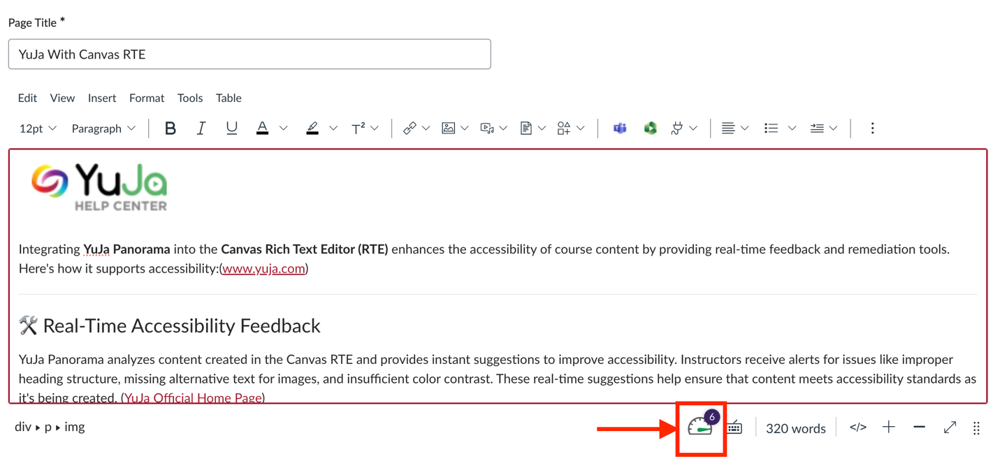 Page Title *
YuJa With Canvas RTE
Edit View Insert Format Tools Table
12pt Paragraph B I U A T²
YuJa
HELP CENTER
Integrating YuJa Panorama into the Canvas Rich Text Editor (RTE) enhances the accessibility of course content by providing real-time feedback and remediation tools.
Here's how it supports accessibility:(www.yuja.com)
🛠 Real-Time Accessibility Feedback
YuJa Panorama analyzes content created in the Canvas RTE and provides instant suggestions to improve accessibility. Instructors receive alerts for issues like improper
heading structure, missing alternative text for images, and insufficient color contrast. These real-time suggestions help ensure that content meets accessibility standards as
it's being created. (YuJa Official Home Page)
div ▸ p ▸ img 6 320 words </>